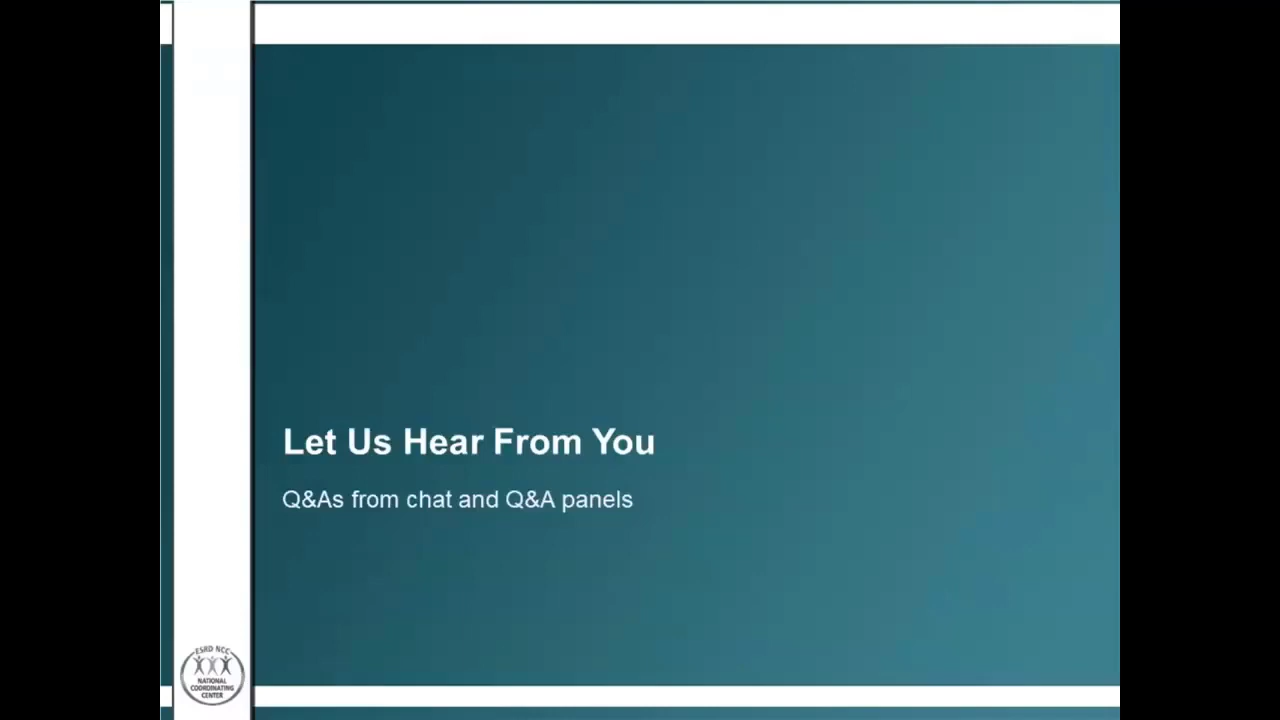 Let Us Hear From You
Q&As from chat and Q&A panels
ESRD NCC
NATIONAL
COORDINATING
CENTER